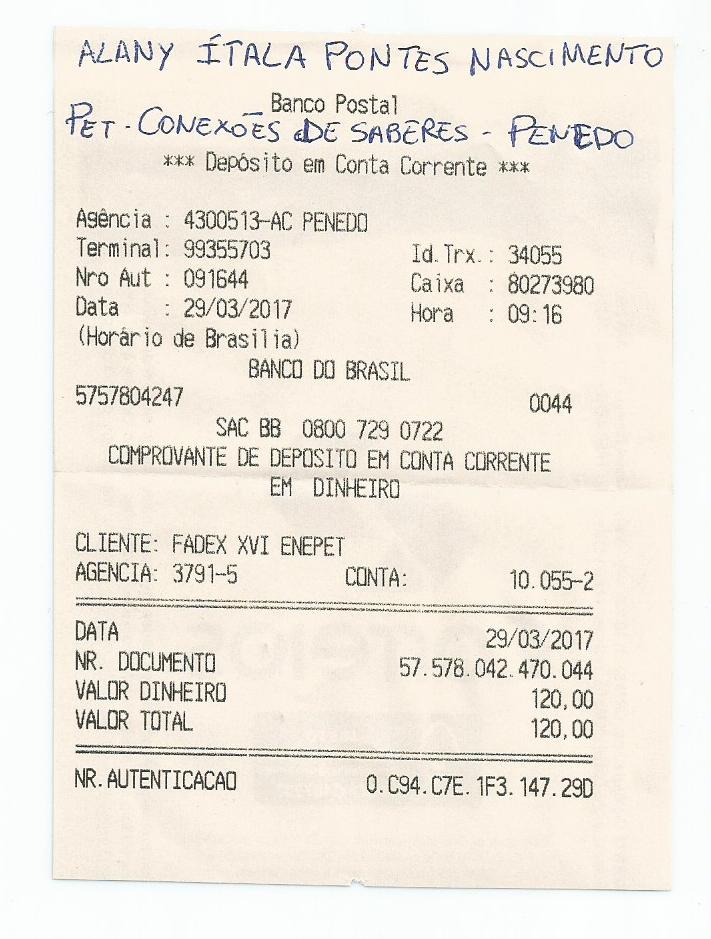 ALANY ÍTALA PONTES NASCIMENTO
Banco Postal
PET - CONEXÕES DE SABERES - PENEDO
*** Depósito em Conta Corrente ***
Agência : 4300513-AC PENEDO
Terminal: 99355703 Id.Trx.: 34055
Nro Aut : 091644 Caixa : 80273980
Data : 29/03/2017 Hora : 09:16
(Horário de Brasilia)
BANCO DO BRASIL
5757804247 0044
SAC BB 0800 729 0722
COMPROVANTE DE DEPOSITO EM CONTA CORRENTE
EM DINHEIRO
CLIENTE: FADEX XVI ENEPET
AGENCIA: 3791-5 CONTA: 10.055-2
DATA 29/03/2017
NR. DOCUMENTO 57.578.042.470.044
VALOR DINHEIRO 120,00
VALOR TOTAL 120,00
NR.AUTENTICACAO 0.C94.C7E.1F3.147.29D